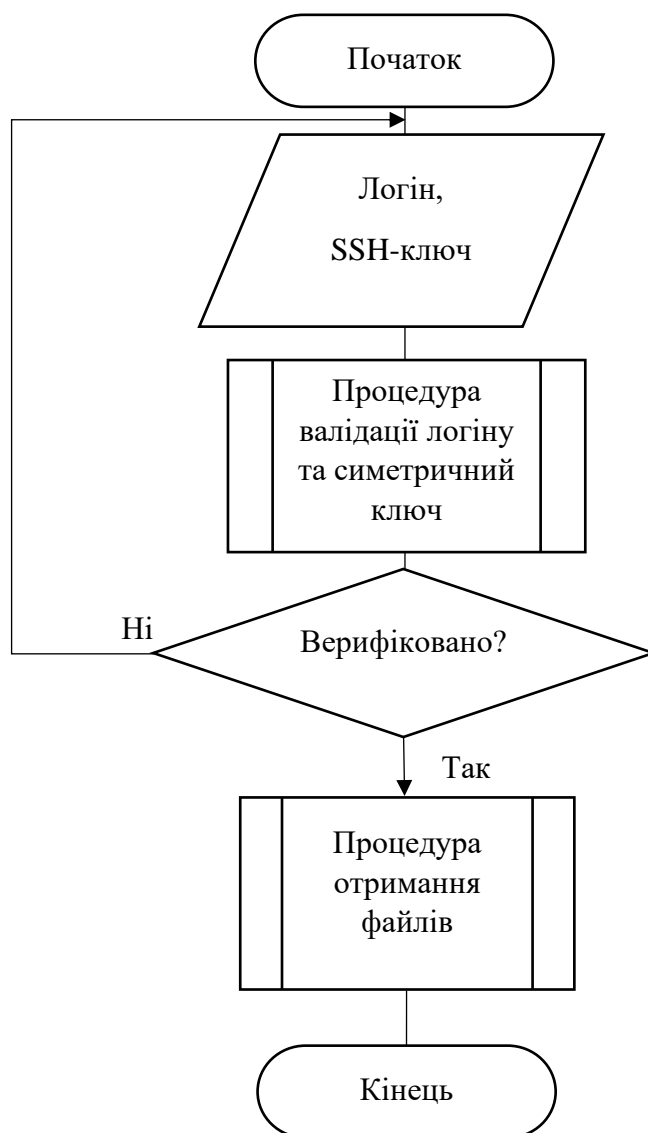 Початок
Логін,
SSH-ключ
Процедура
валідації логіну
та симетричний
ключ
Ні
Верифіковано?
Так
Процедура
отримання
файлів
Кінець